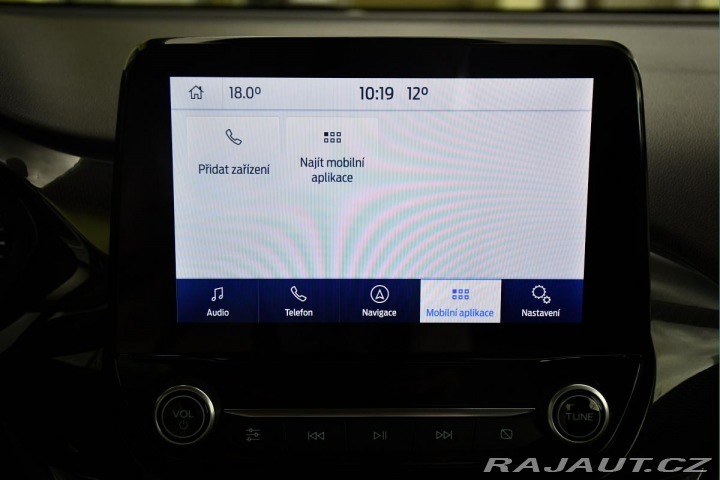 18.0° 10:19 12°
Přidat zařízení
Najít mobilní
aplikace
Audio Telefon Navigace Mobilní aplikace Nastavení
VOL TUNE
RAJAUT.CZ